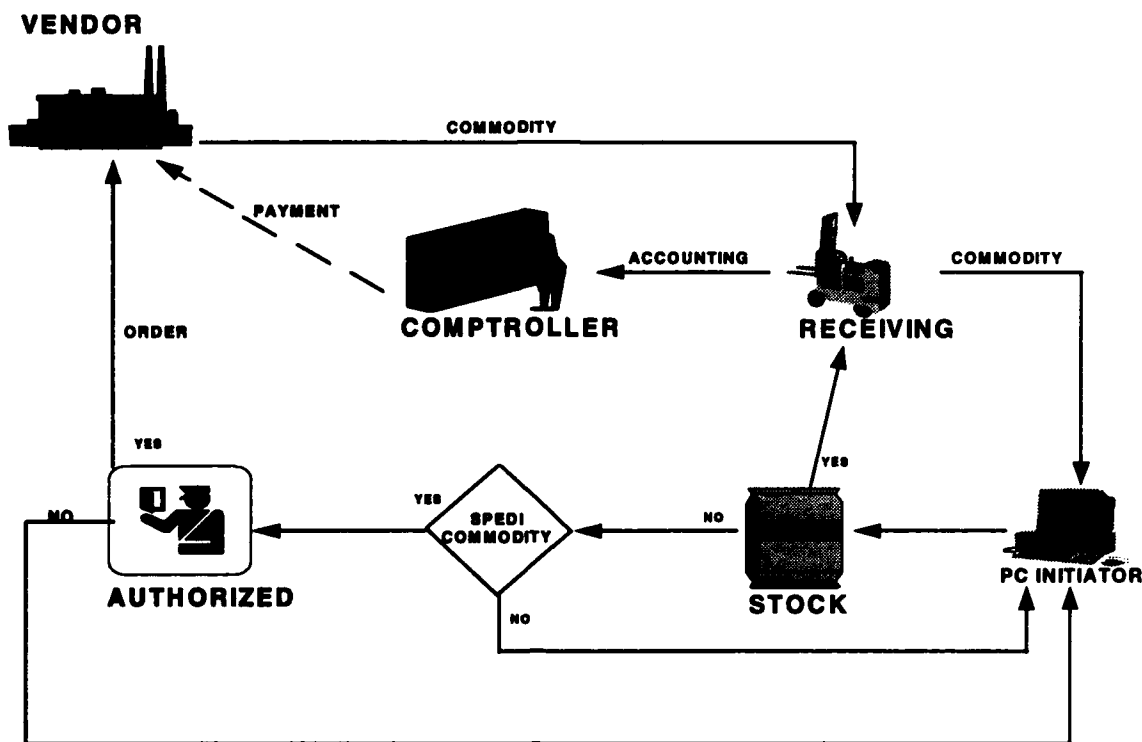 VENDOR
COMMODITY
PAYMENT
ACCOUNTING
COMMODITY
COMPTROLLER
RECEIVING
ORDER
YES
YES
YES
NO
SPEDI
COMMODITY
NO
PC INITIATOR
AUTHORIZED
STOCK
NO